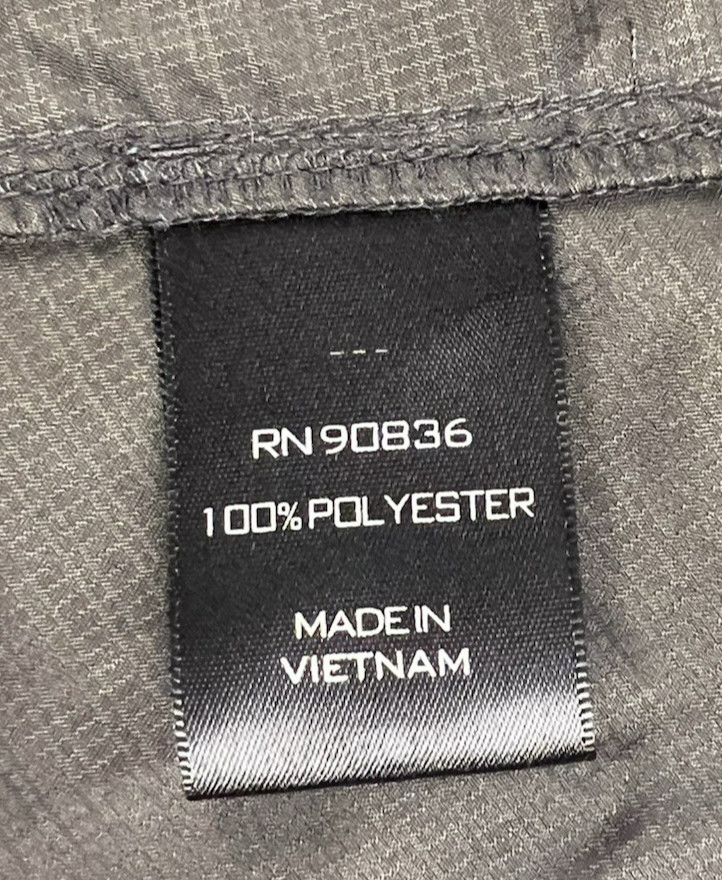 ---
RN 90836
100% POLYESTER
MADE IN
VIETNAM